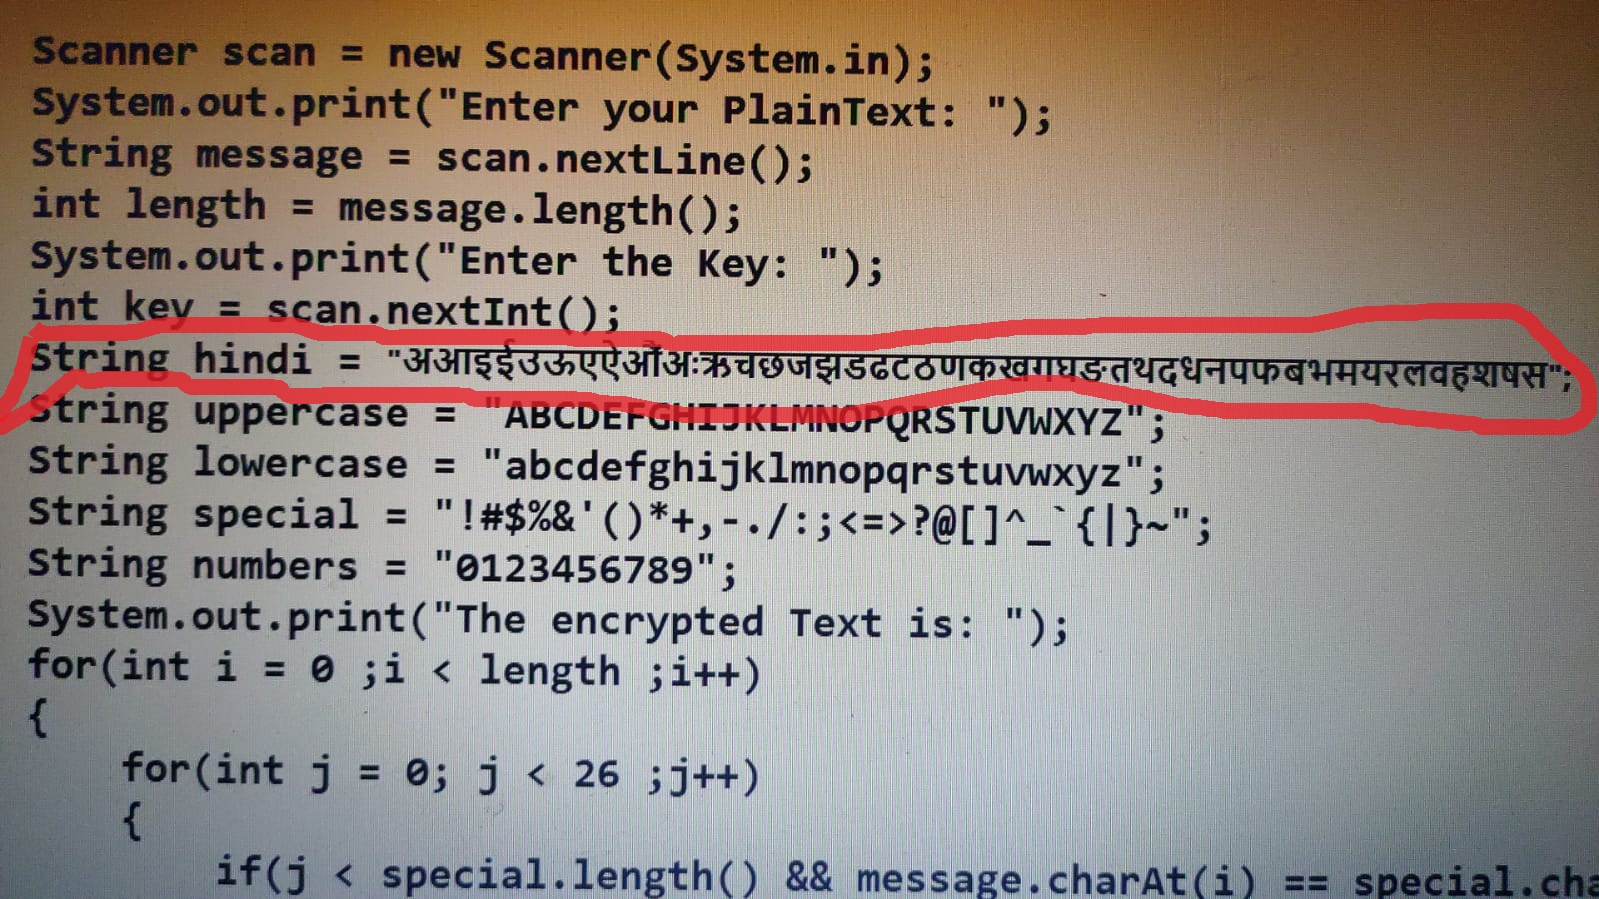 Scanner scan = new Scanner(System.in);
System.out.print("Enter your PlainText: ");
String message = scan.nextLine();
int length = message.length();
System.out.print("Enter the Key: ");
int key = scan.nextInt();
String hindi = "अआइईउऊएऐओंअःऋचछजझडढटठणकखगघङतथदधनपफबभमयरलवहशषस";
String uppercase = "ABCDEFGHIJKLMNOPQRSTUVWXYZ";
String lowercase = "abcdefghijklmnopqrstuvwxyz";
String special = "!#$%&'()*+,-./:;<=>?@[]^_`{|}~";
String numbers = "0123456789";
System.out.print("The encrypted Text is: ");
for(int i = 0 ;i < length ;i++)
{
for(int j = 0; j < 26 ;j++)
{
if(j < special.length() && message.charAt(i) == special.cha